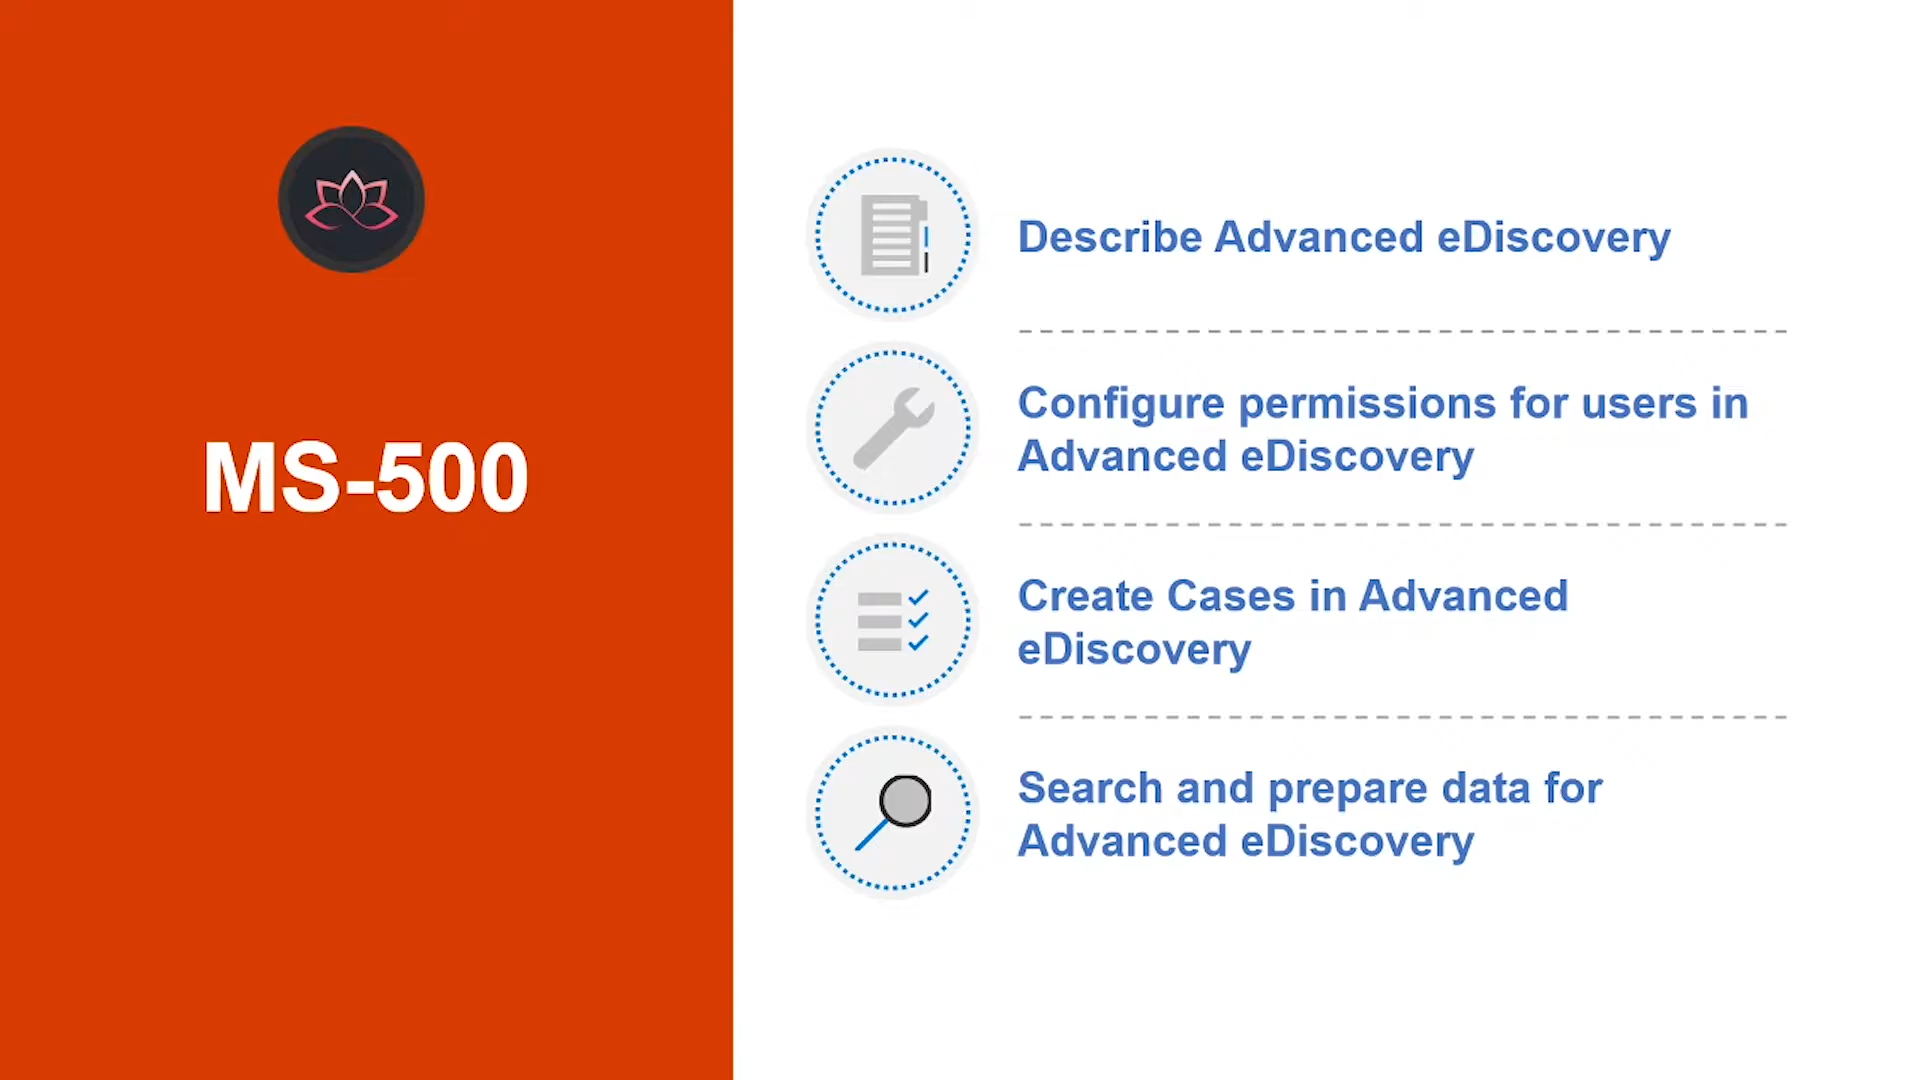 MS-500
Describe Advanced eDiscovery
Configure permissions for users in
Advanced eDiscovery
Create Cases in Advanced
eDiscovery
Search and prepare data for
Advanced eDiscovery